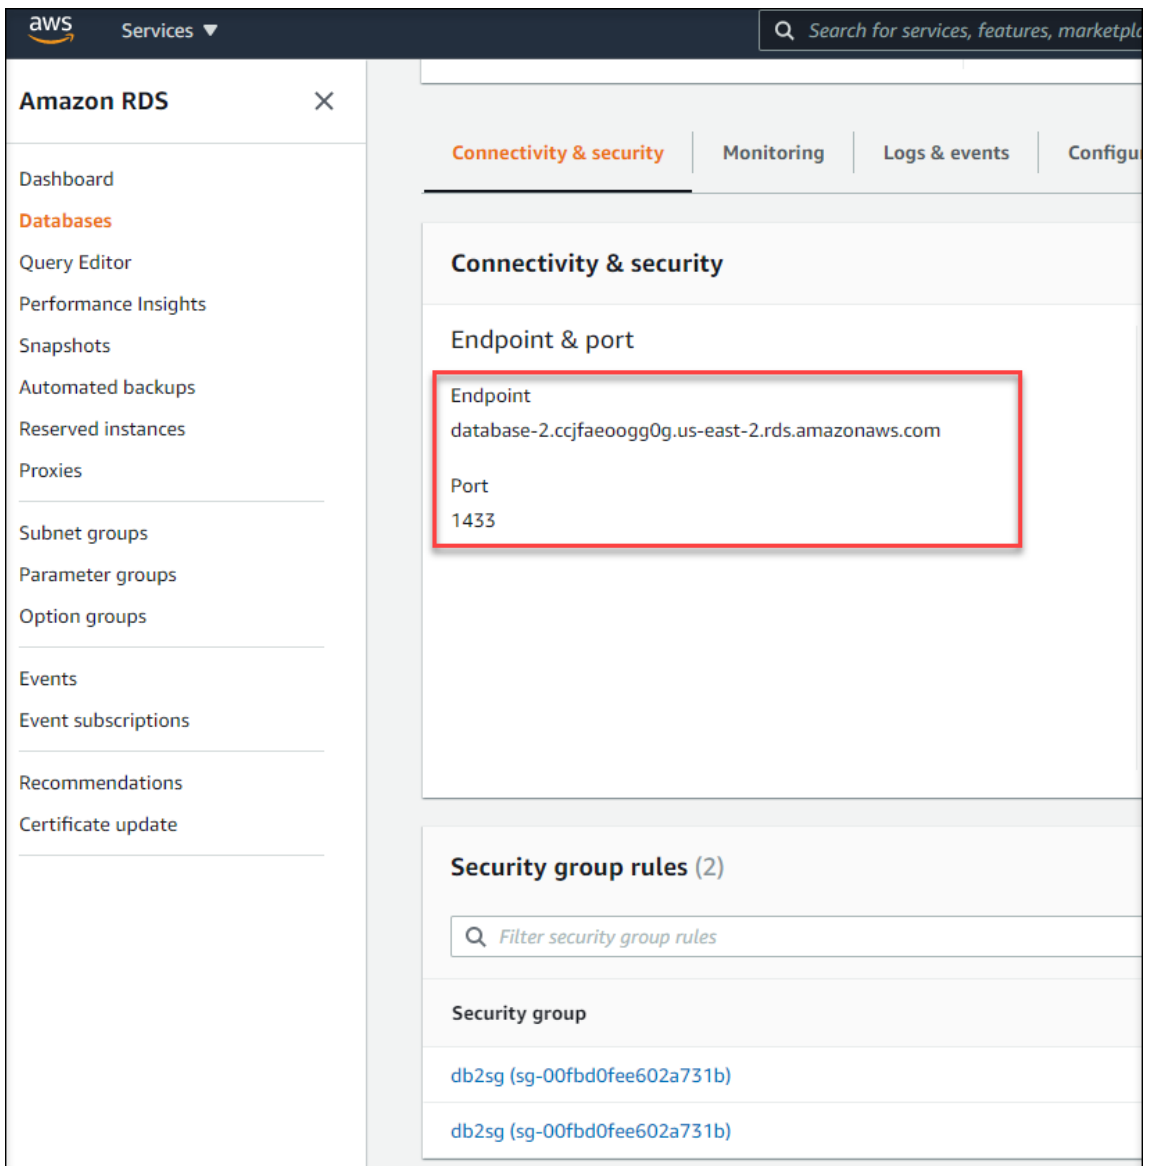 aws
Services ▼
Search for services, features, marketpl
Amazon RDS
Dashboard
Databases
Query Editor
Performance Insights
Snapshots
Automated backups
Reserved instances
Proxies
Subnet groups
Parameter groups
Option groups
Events
Event subscriptions
Recommendations
Certificate update
Connectivity & security
Monitoring
Logs & events
Configu
Connectivity & security
Endpoint & port
Endpoint
database-2.ccjfaeoogg0g.us-east-2.rds.amazonaws.com
Port
1433
Security group rules (2)
Filter security group rules
Security group
db2sg (sg-00fbd0fee602a731b)
db2sg (sg-00fbd0fee602a731b)